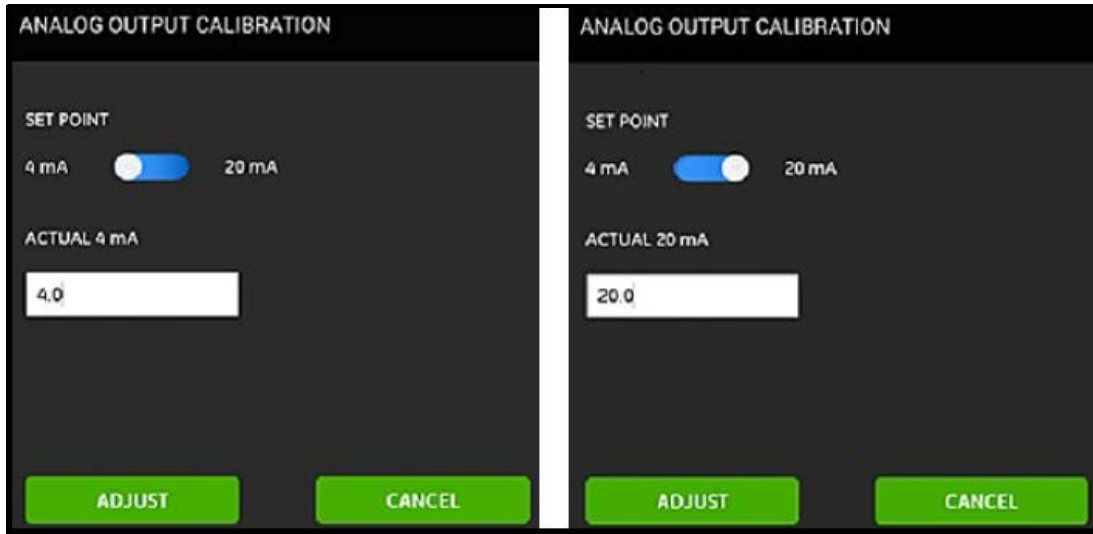 ANALOG OUTPUT CALIBRATION
SET POINT
4 mA 20 mA
ACTUAL 4 mA
4.0
ADJUST CANCEL
ANALOG OUTPUT CALIBRATION
SET POINT
4 mA 20 mA
ACTUAL 20 mA
20.0
ADJUST CANCEL